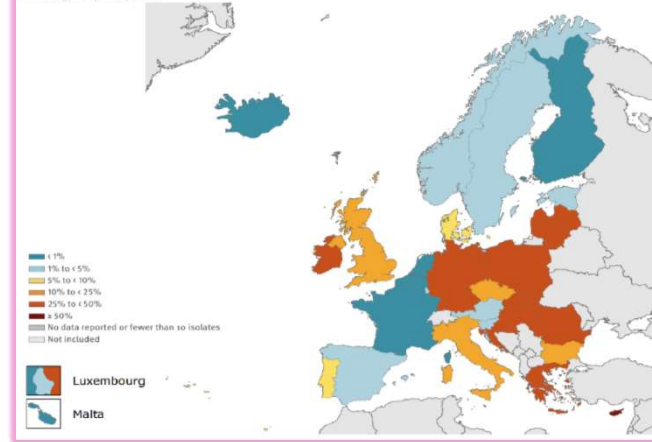 < 1%
1% to < 5%
5% to < 10%
10% to < 25%
25% to < 50%
≥ 50%
No data reported or fewer than 10 isolates
Not included
Luxembourg
Malta